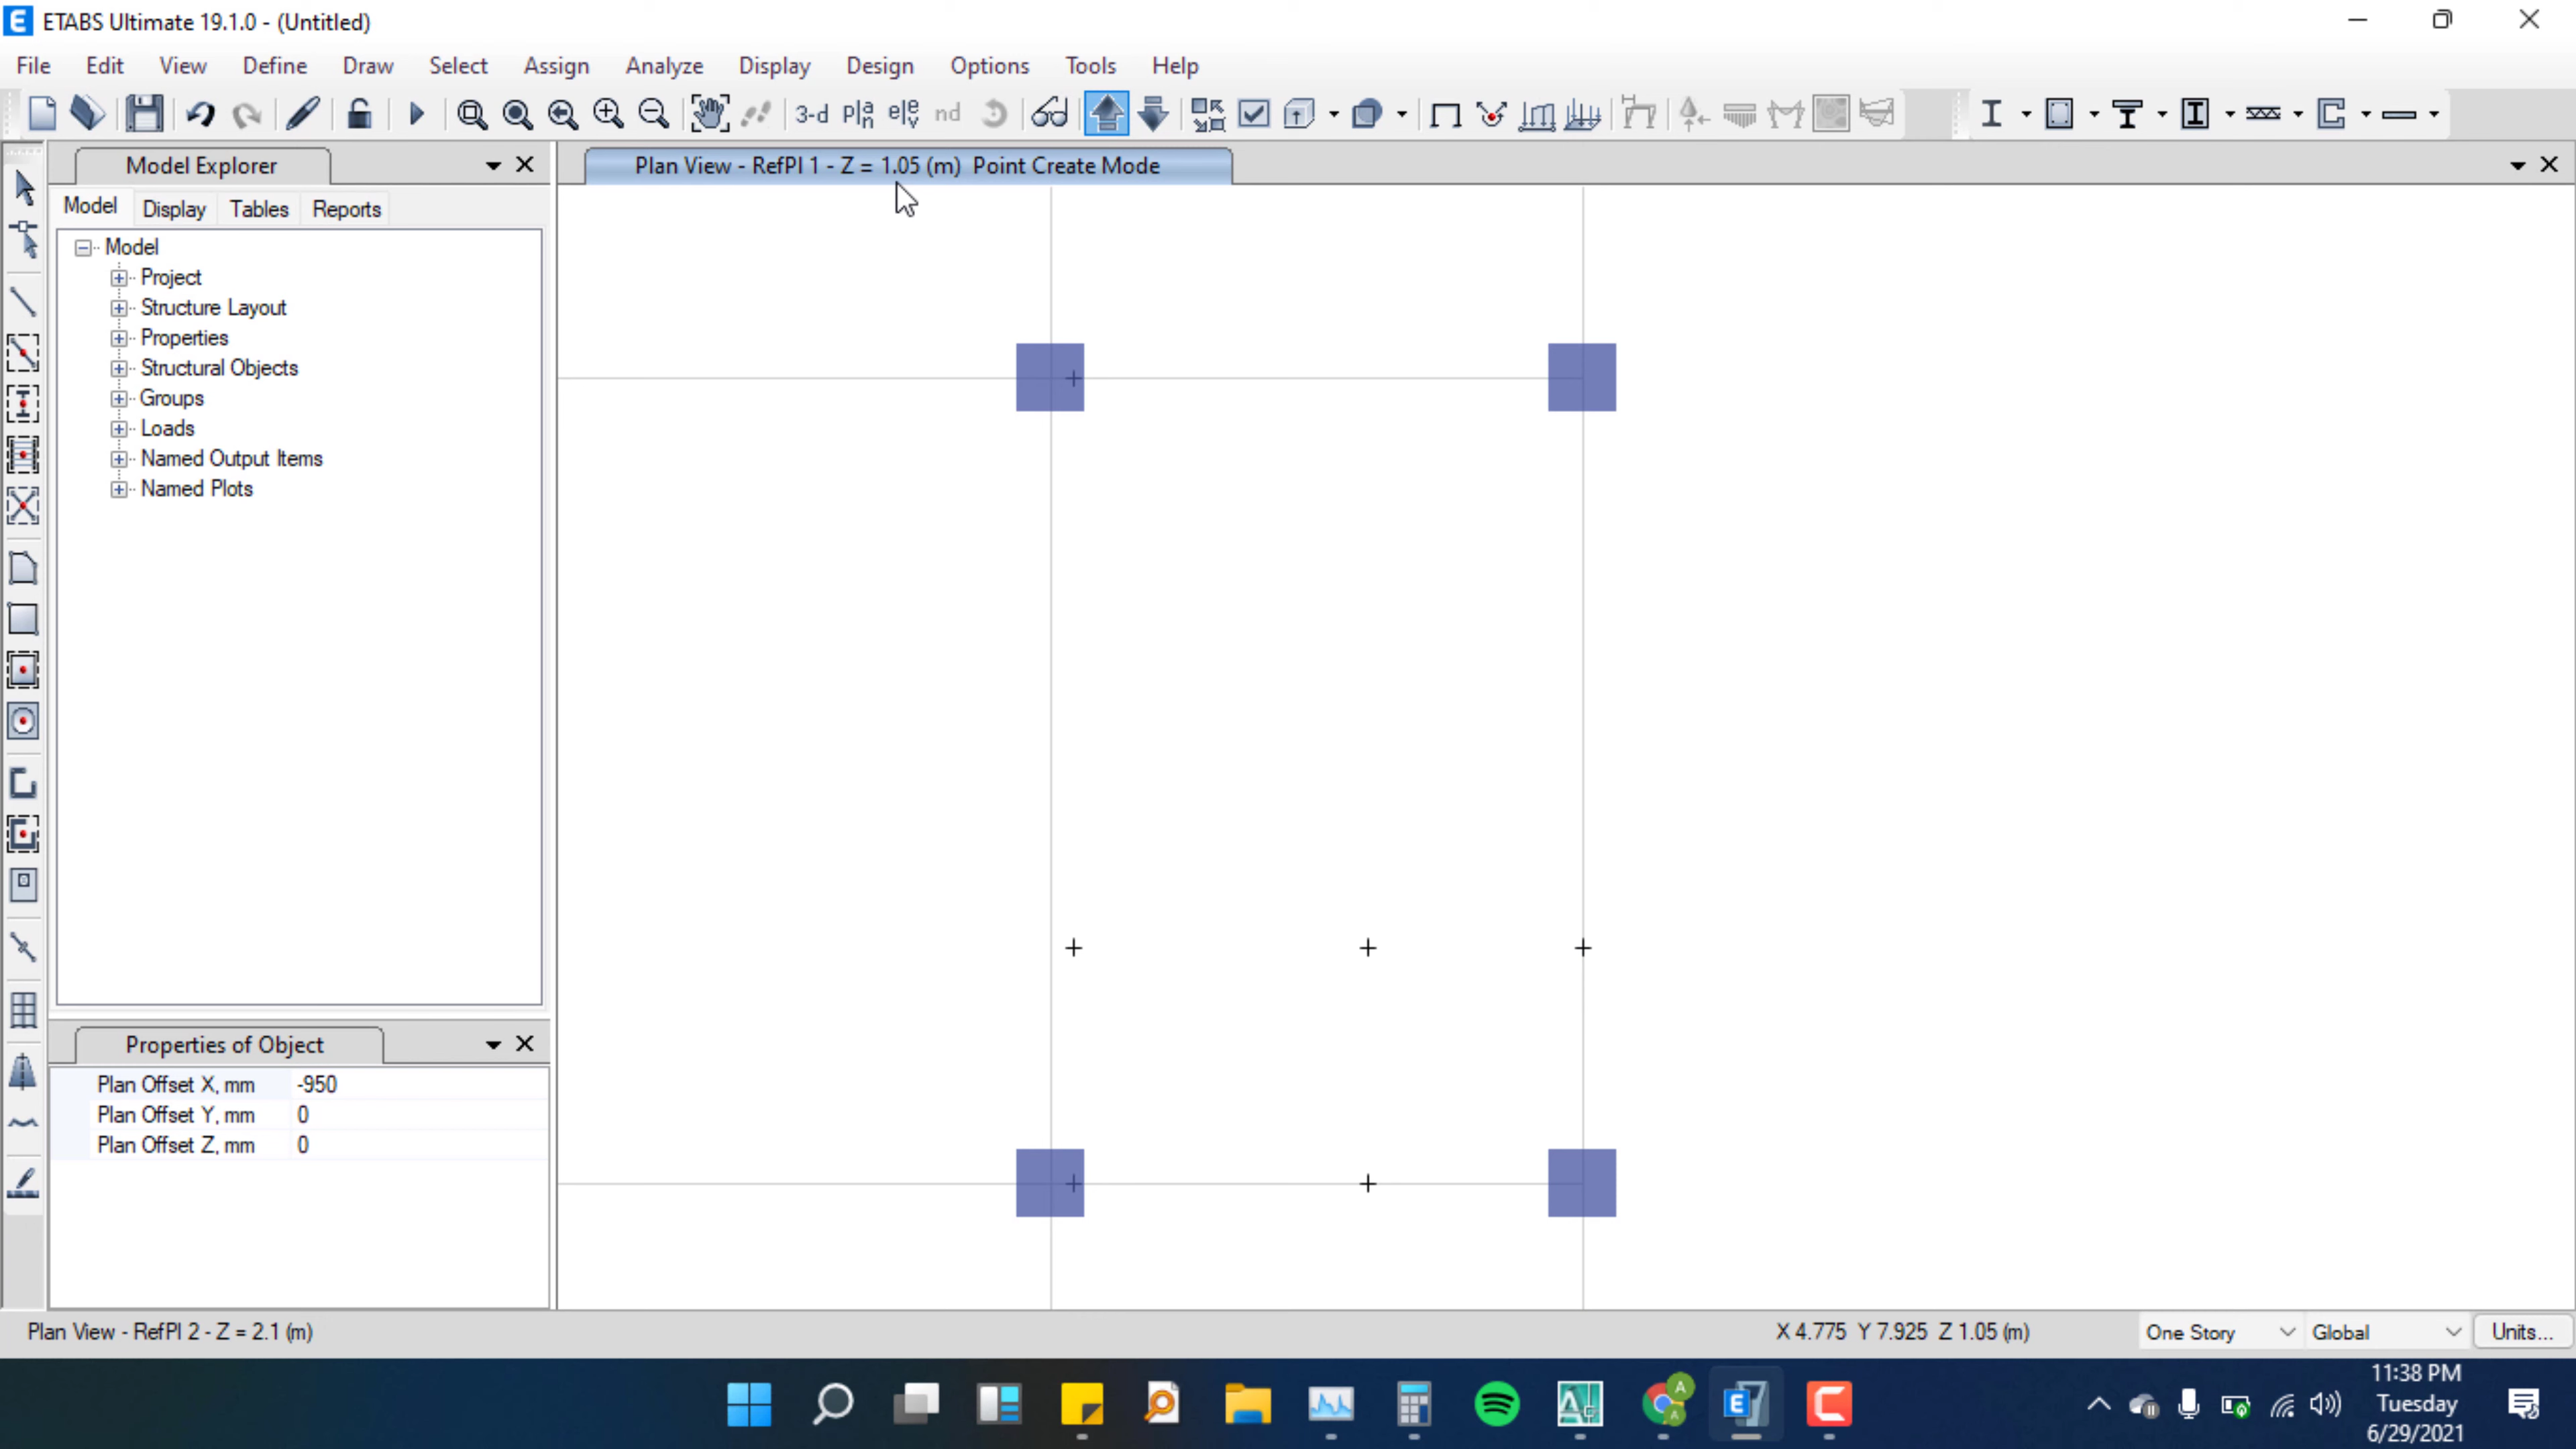 E ETABS Ultimate 19.1.0 - (Untitled)
File Edit View Define Draw Select Assign Analyze Display Design Options Tools Help
3-d pla n ele v nd
Model Explorer
Plan View - RefPl 1 - Z = 1.05 (m) Point Create Mode
Model Display Tables Reports
Model
Project
Structure Layout
Properties
Structural Objects
Groups
Loads
Named Output Items
Named Plots
Properties of Object
Plan Offset X, mm -950
Plan Offset Y, mm 0
Plan Offset Z, mm 0
Plan View - RefPl 2 - Z = 2.1 (m)
X 4.775 Y 7.925 Z 1.05 (m)
One Story
Global
Units...
11:38 PM
Tuesday
6/29/2021